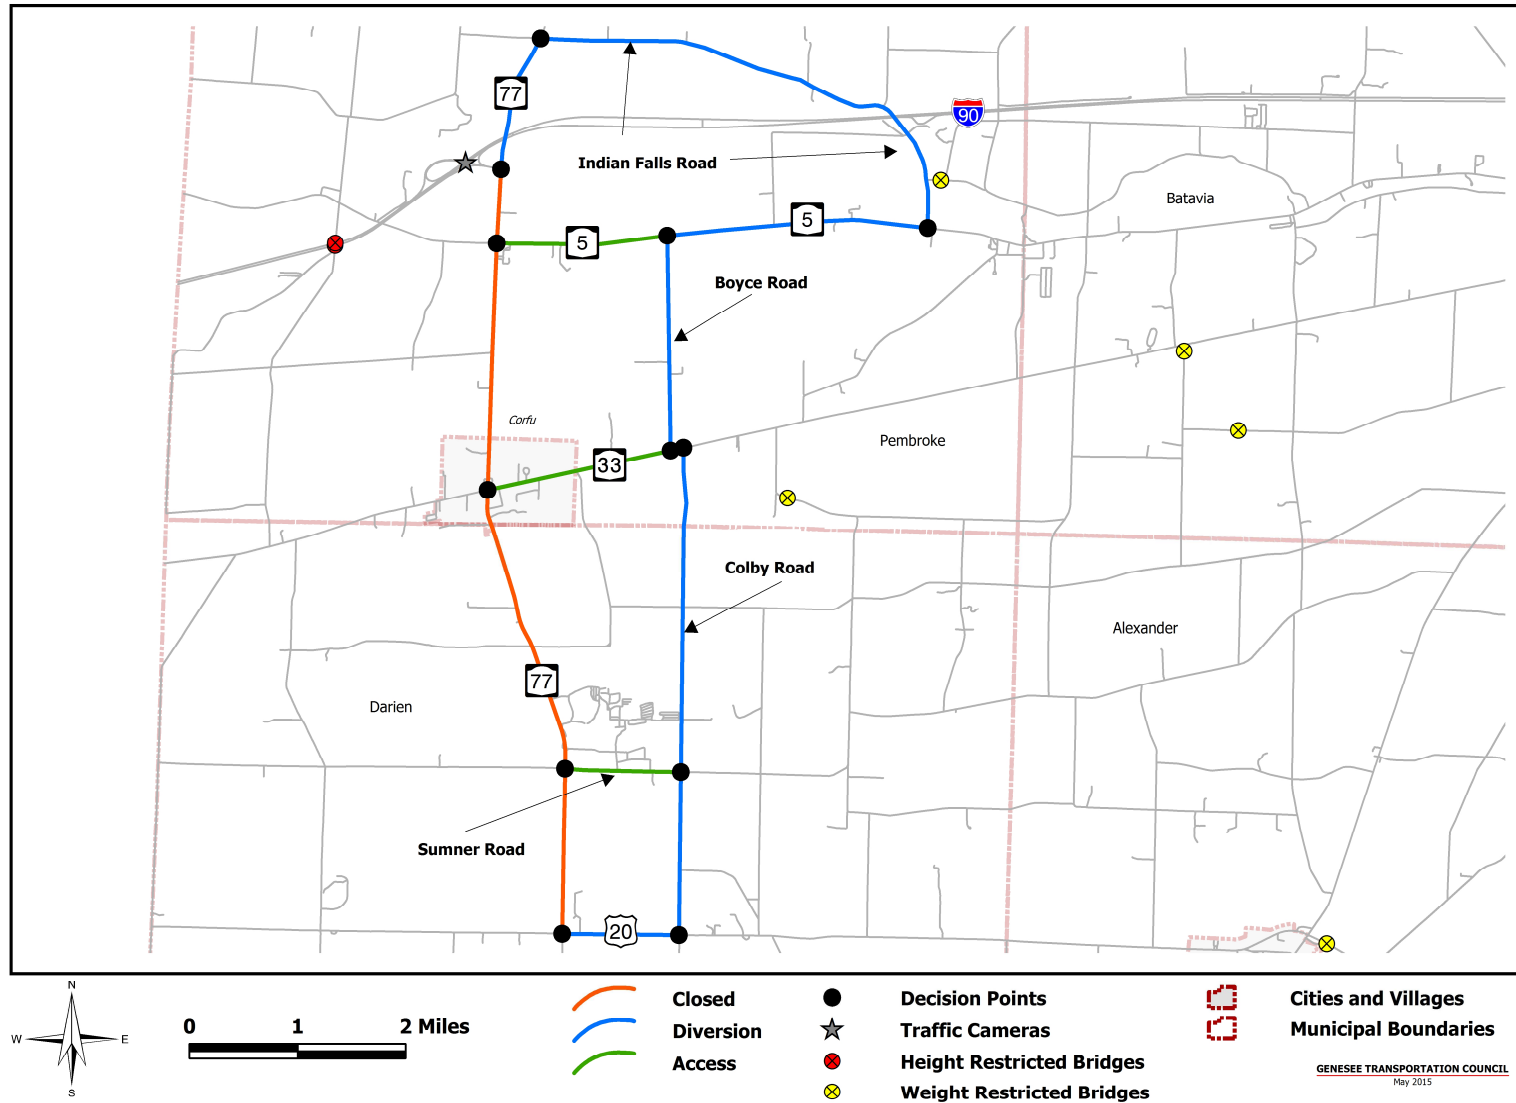 77
90
Indian Falls Road
Batavia
5
5
Boyce Road
Corfu
Pembroke
33
Colby Road
Alexander
77
Darien
Sumner Road
20
N
W E
S
0 1 2 Miles
Closed
Diversion
Access
Decision Points
Traffic Cameras
Height Restricted Bridges
Weight Restricted Bridges
Cities and Villages
Municipal Boundaries
GENESEE TRANSPORTATION COUNCIL
May 2015